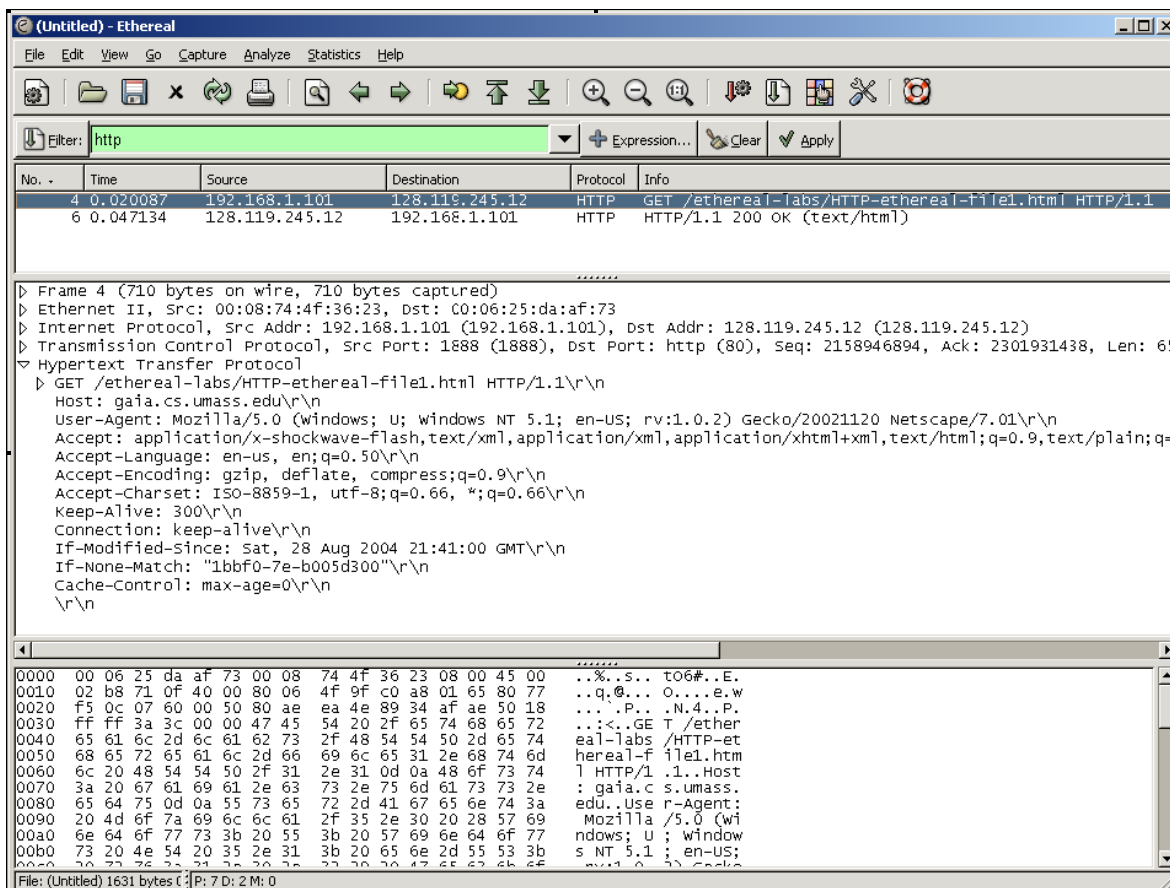 (Untitled) - Ethereal
File Edit View Go Capture Analyze Statistics Help
Filter: http Expression... Clear Apply
No. Time Source Destination Protocol Info
4 0.020087 192.168.1.101 128.119.245.12 HTTP GET /ethereal-labs/HTTP-ethereal-file1.html HTTP/1.1
6 0.047134 128.119.245.12 192.168.1.101 HTTP HTTP/1.1 200 OK (text/html)
Frame 4 (710 bytes on wire, 710 bytes captured)
Ethernet II, Src: 00:08:74:4f:36:23, Dst: 00:06:25:da:af:73
Internet Protocol, Src Addr: 192.168.1.101 (192.168.1.101), Dst Addr: 128.119.245.12 (128.119.245.12)
Transmission Control Protocol, Src Port: 1888 (1888), Dst Port: http (80), Seq: 2158946894, Ack: 2301931438, Len: 65
Hypertext Transfer Protocol
GET /ethereal-labs/HTTP-ethereal-file1.html HTTP/1.1\r\n
Host: gaia.cs.umass.edu\r\n
User-Agent: Mozilla/5.0 (Windows; U; Windows NT 5.1; en-US; rv:1.0.2) Gecko/20021120 Netscape/7.01\r\n
Accept: application/x-shockwave-flash,text/xml,application/xml,application/xhtml+xml,text/html;q=0.9,text/plain;q=
Accept-Language: en-us, en;q=0.50\r\n
Accept-Encoding: gzip, deflate, compress;q=0.9\r\n
Accept-Charset: ISO-8859-1, utf-8;q=0.66, *;q=0.66\r\n
Keep-Alive: 300\r\n
Connection: keep-alive\r\n
If-Modified-Since: Sat, 28 Aug 2004 21:41:00 GMT\r\n
If-None-Match: "1bbf0-7e-b005d300"\r\n
Cache-Control: max-age=0\r\n
\r\n
0000 00 06 25 da af 73 00 08 74 4f 36 23 08 00 45 00 ..%..s.. tO6#..E.
0010 02 b8 71 0f 40 00 80 06 4f 9f c0 a8 01 65 80 77 ..q.@... O....e.w
0020 f5 0c 07 60 00 50 80 ae ea 4e 89 34 af ae 50 18 ...`.P.. .N.4..P.
0030 ff ff 3a 3c 00 00 47 45 54 20 2f 65 74 68 65 72 ..:<..GE T /ether
0040 65 61 6c 2d 6c 61 62 73 2f 48 54 54 50 2d 65 74 eal-labs /HTTP-et
0050 68 65 72 65 61 6c 2d 66 69 6c 65 31 2e 68 74 6d hereal-f ile1.htm
0060 6c 20 48 54 54 50 2f 31 2e 31 0d 0a 48 6f 73 74 l HTTP/1 .1..Host
0070 3a 20 67 61 69 61 2e 63 73 2e 75 6d 61 73 73 2e : gaia.c s.umass.
0080 65 64 75 0d 0a 55 73 65 72 2d 41 67 65 6e 74 3a edu..Use r-Agent:
0090 20 4d 6f 7a 69 6c 6c 61 2f 35 2e 30 20 28 57 69 Mozilla /5.0 (Wi
00a0 6e 64 6f 77 73 3b 20 55 3b 20 57 69 6e 64 6f 77 ndows; U ; Window
00b0 73 20 4e 54 20 35 2e 31 3b 20 65 6e 2d 55 53 3b s NT 5.1 ; en-US;
File: (Untitled) 1631 bytes P: 7 D: 2 M: 0